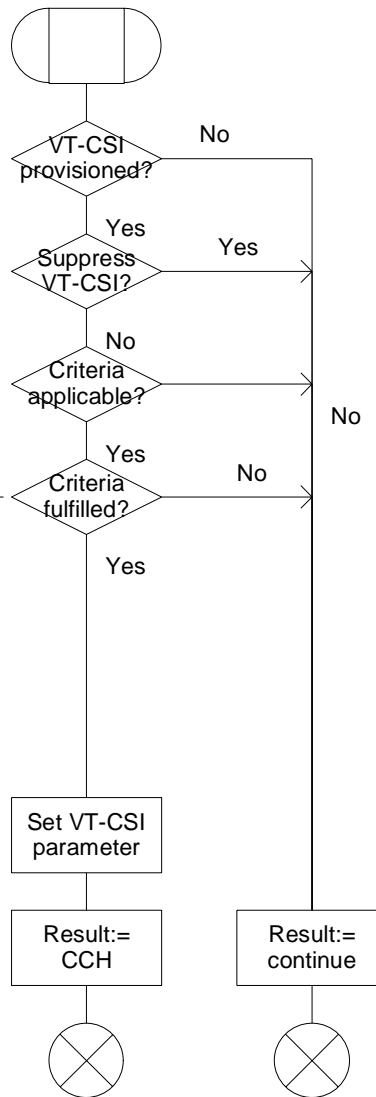 VT-CSI
provisioned?
No
Yes
Suppress
VT-CSI?
Yes
No
Criteria
applicable?
No
Yes
Criteria
fulfilled?
No
Yes
Set VT-CSI
parameter
Result:=
CCH
Result:=
continue